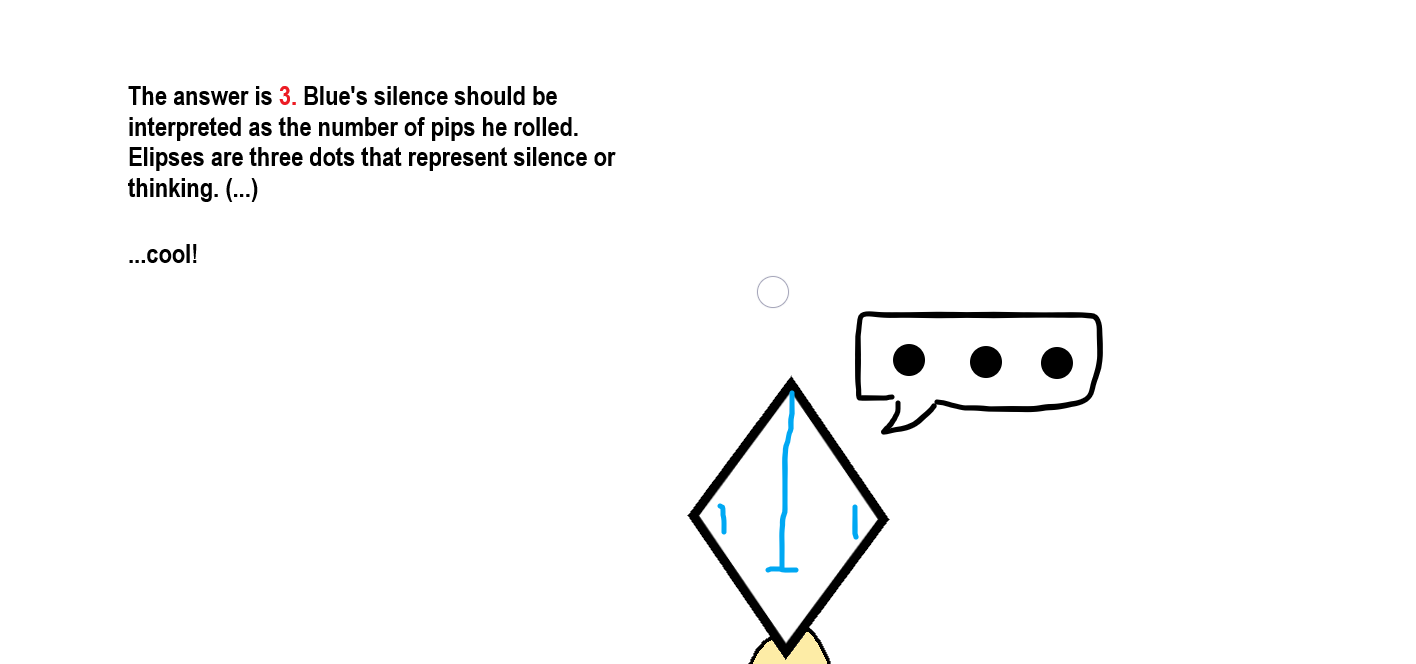 The answer is 3. Blue's silence should be
interpreted as the number of pips he rolled.
Elipses are three dots that represent silence or
thinking. (...)
...cool!